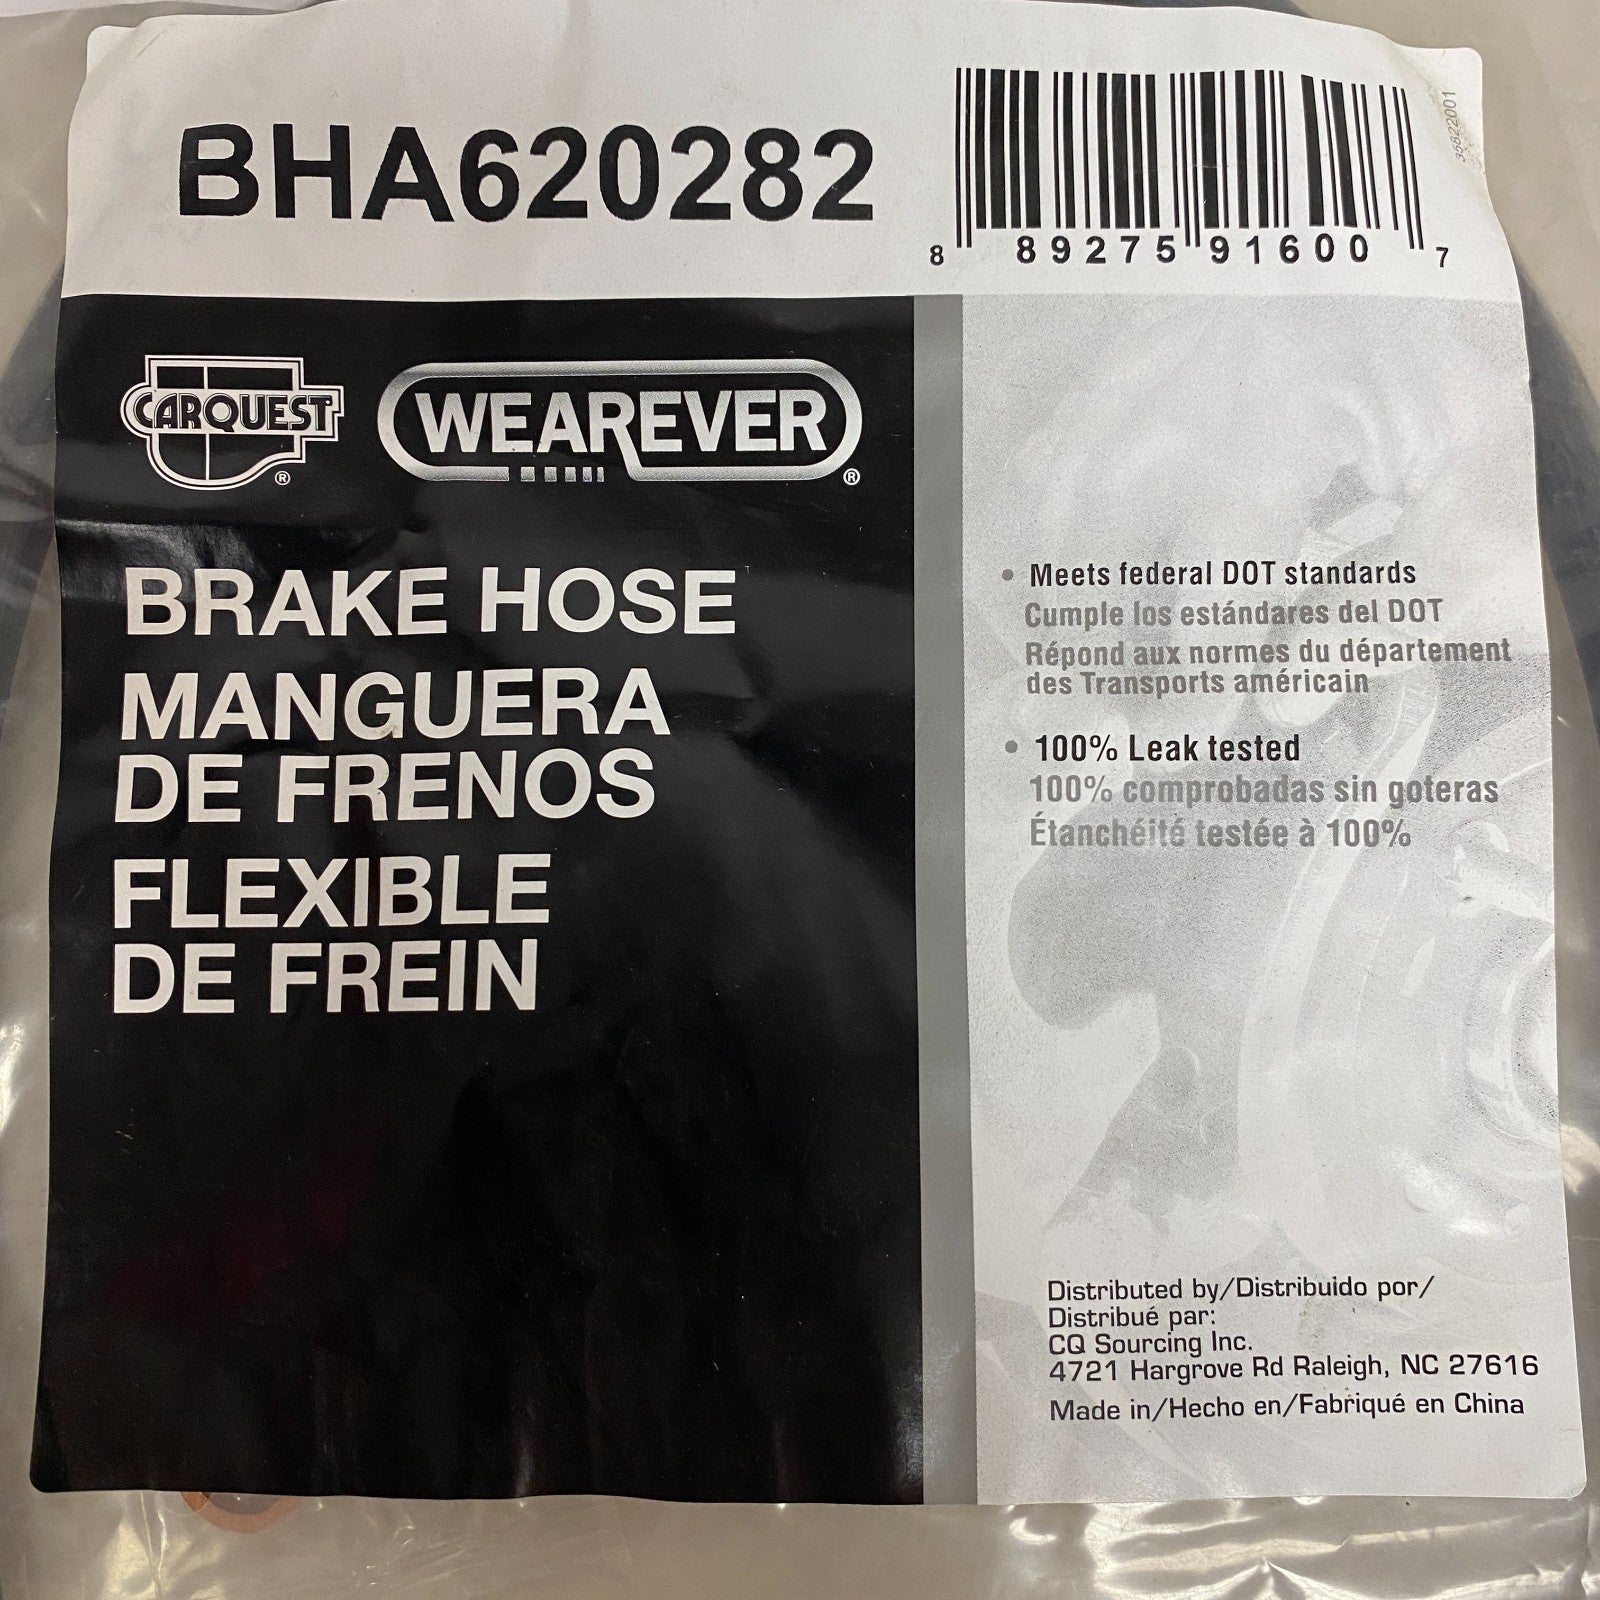 BHA620282
8 89275 91600 7
35622001
CARQUEST ®
WEAREVER ®
BRAKE HOSE
MANGUERA
DE FRENOS
FLEXIBLE
DE FREIN
• Meets federal DOT standards
Cumple los estándares del DOT
Répond aux normes du département
des Transports américain
• 100% Leak tested
100% comprobadas sin goteras
Étanchéité testée à 100%
Distributed by/Distribuido por/
Distribué par:
CQ Sourcing Inc.
4721 Hargrove Rd Raleigh, NC 27616
Made in/Hecho en/Fabriqué en China